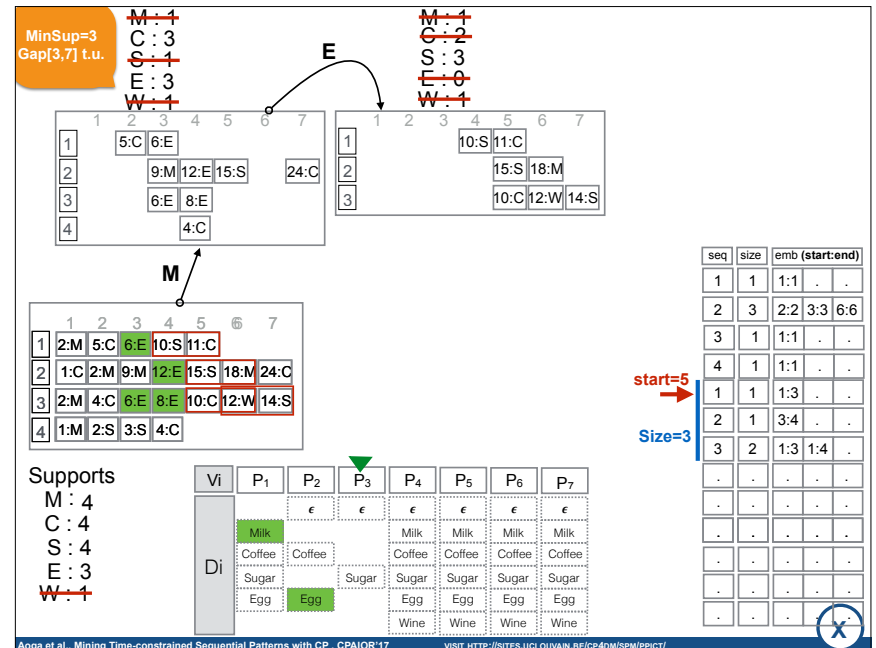 MinSup=3
Gap[3,7] t.u.
M : 1
C : 3
S : 1
E : 3
W : 1
E
M : 1
C : 2
S : 3
E : 0
W : 1
1 2 3 4 5 6 7
1 5:C 6:E
2 9:M 12:E 15:S 24:C
3 6:E 8:E
4 4:C
1 2 3 4 5 6 7
1 10:S 11:C
2 15:S 18:M
3 10:C 12:W 14:S
M
1 2 3 4 5 6 7
1 2:M 5:C 6:E 10:S 11:C
2 1:C 2:M 9:M 12:E 15:S 18:M 24:C
3 2:M 4:C 6:E 8:E 10:C 12:W 14:S
4 1:M 2:S 3:S 4:C
Supports
M : 4
C : 4
S : 4
E : 3
W : 1
Vi P1 P2 P3 P4 P5 P6 P7
Di
ϵ ϵ ϵ ϵ ϵ ϵ
Milk Milk Milk Milk Milk
Coffee Coffee Coffee Coffee Coffee Coffee
Sugar Sugar Sugar Sugar Sugar Sugar
Egg Egg Egg Egg Egg Egg
Wine Wine Wine Wine
seq size emb (start:end)
1 1 1:1 . .
2 3 2:2 3:3 6:6
3 1 1:1 . .
4 1 1:1 . .
start=5
1 1 1:3 . .
2 1 3:4 . .
Size=3
3 2 1:3 1:4 .
. . . . .
. . . . .
. . . . .
. . . . .
. . . . .
. . . . .
X
Aoga et al., Mining Time-constrained Sequential Patterns with CP , CPAIOR'17
VISIT HTTP://SITES.UCLOUVAIN.BE/CP4DM/SPM/PPICT/